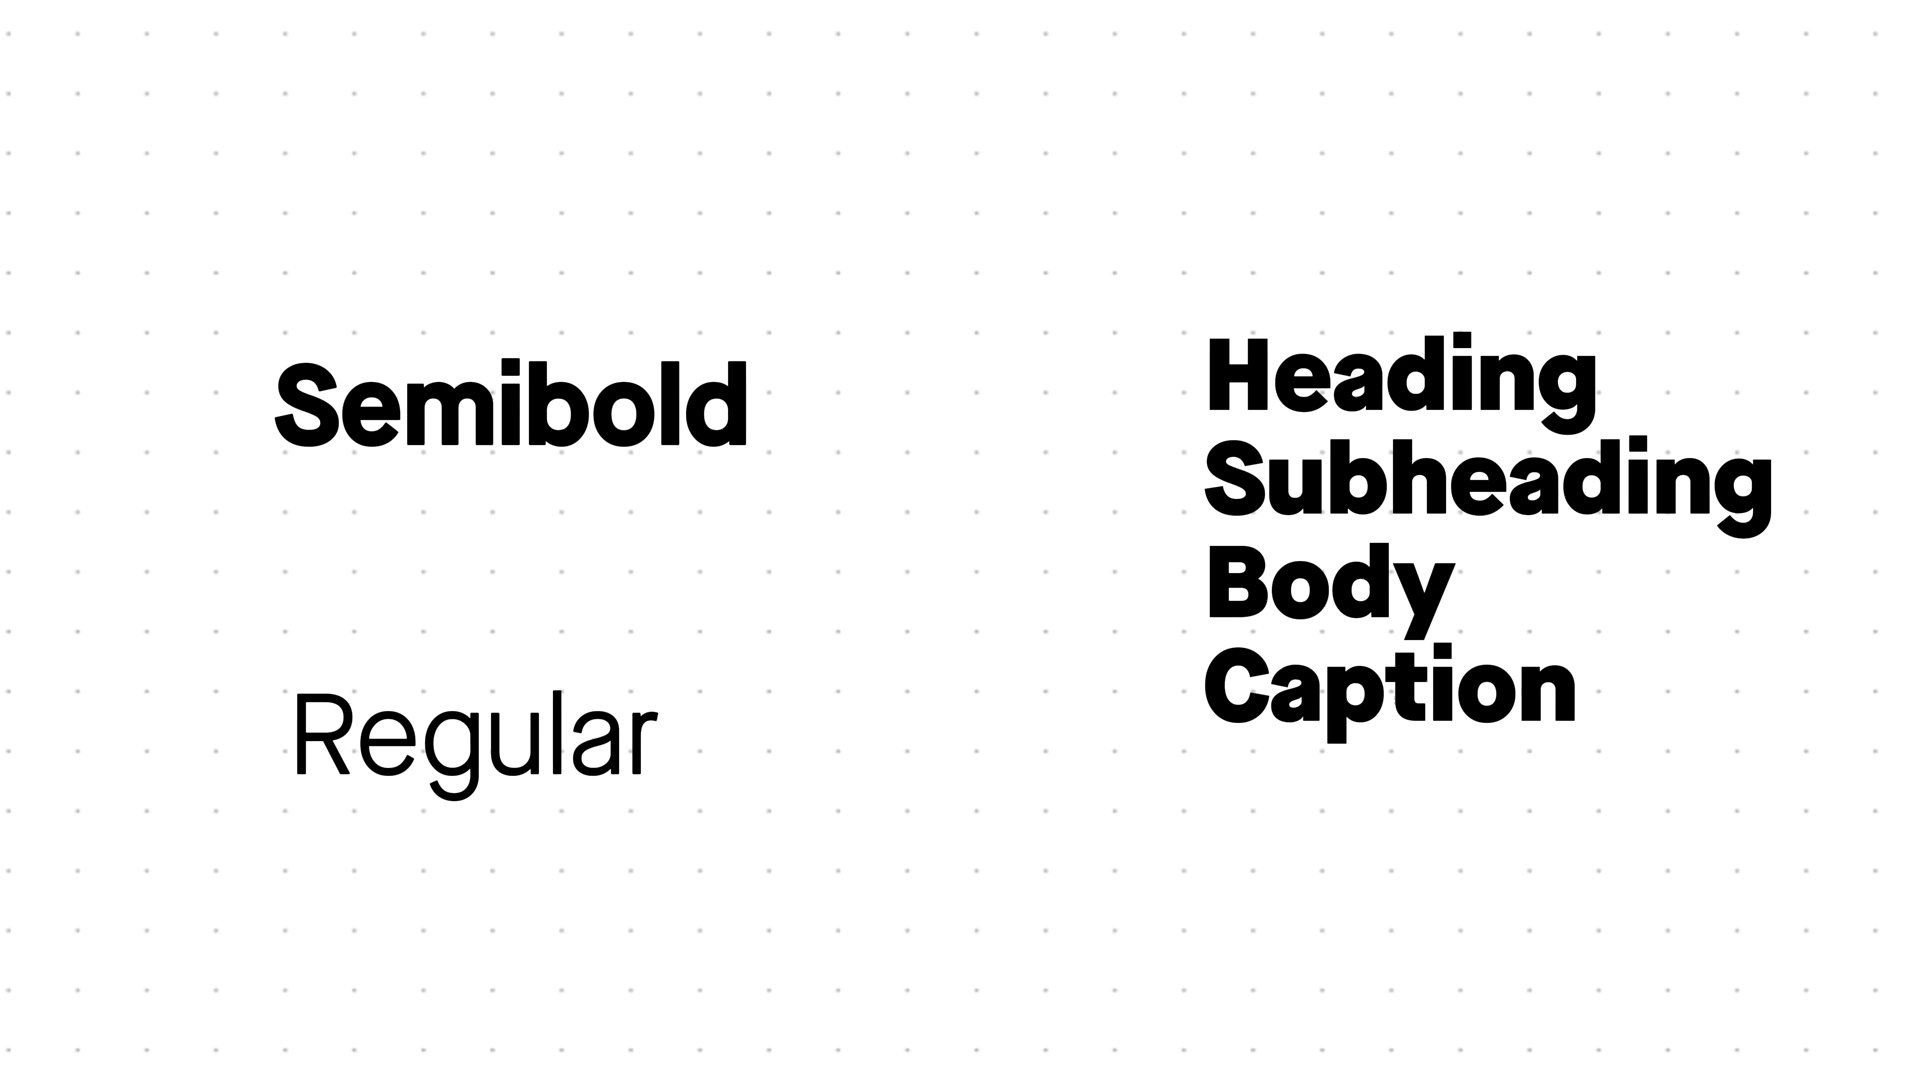 Semibold
Regular
Heading
Subheading
Body
Caption